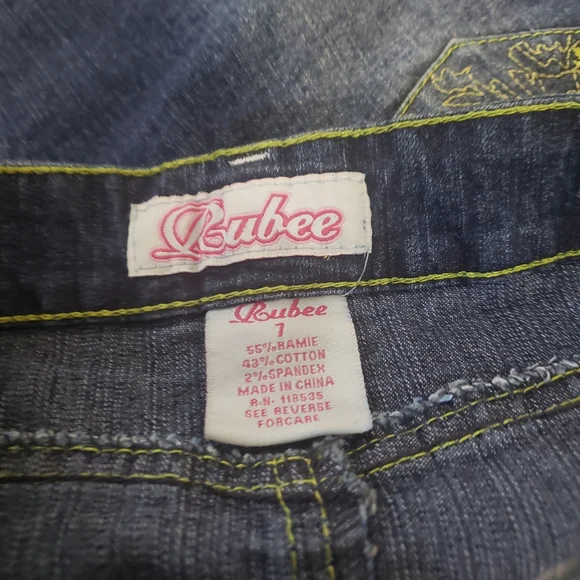 Rubee
Rubee
7
55%RAMIE
43%COTTON
2%SPANDEX
MADE IN CHINA
R.N. 118535
SEE REVERSE
FORCARE